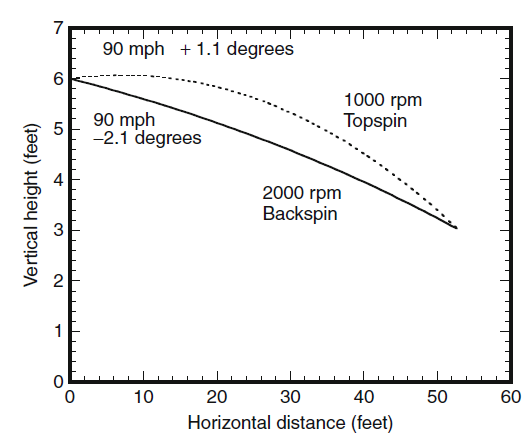 7
90 mph + 1.1 degrees
6
1000 rpm
90 mph
Topspin
5
–2.1 degrees
4
2000 rpm
Backspin
3
2
1
0
0 10 20 30 40 50 60
Horizontal distance (feet)
Vertical height (feet)